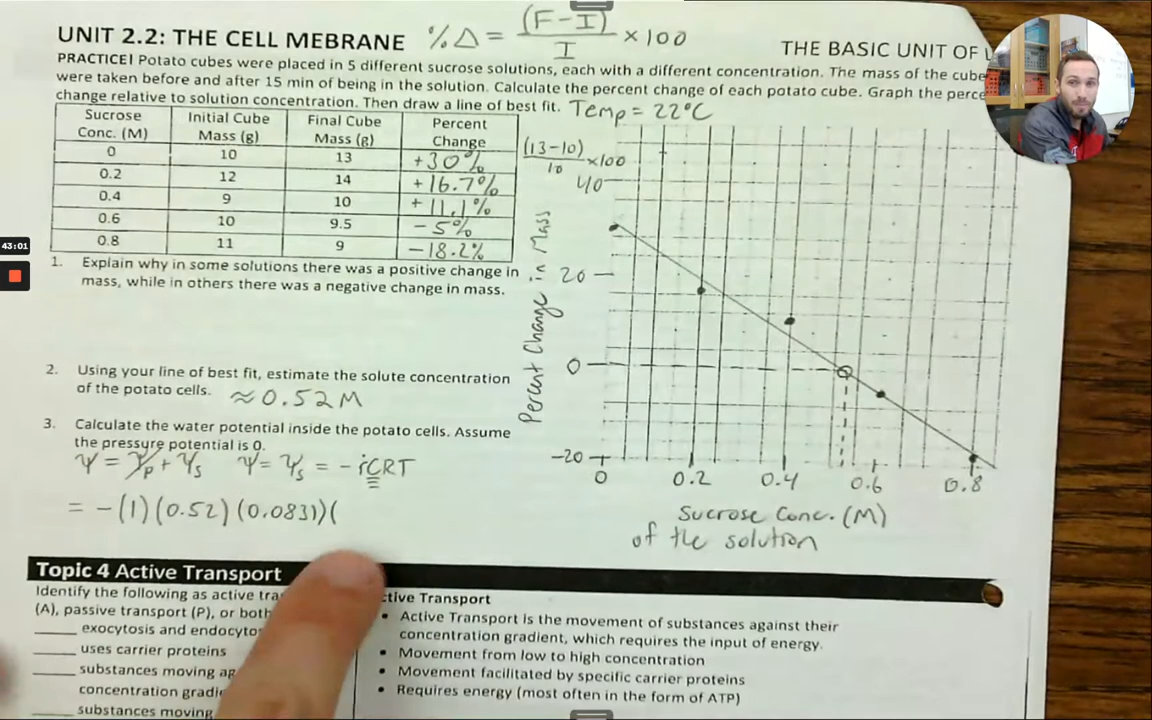 UNIT 2.2: THE CELL MEBRANE
%Δ = (F-I)/I x 100
THE BASIC UNIT OF
PRACTICE! Potato cubes were placed in 5 different sucrose solutions, each with a different concentration. The mass of the cube
were taken before and after 15 min of being in the solution. Calculate the percent change of each potato cube. Graph the perce
change relative to solution concentration. Then draw a line of best fit. Temp = 22°C
Sucrose Conc. (M) Initial Cube Mass (g) Final Cube Mass (g) Percent Change
0 10 13 +30%
0.2 12 14 +16.7%
0.4 9 10 +11.1%
0.6 10 9.5 -5%
0.8 11 9 -18.2%
(13-10)/10 x100
43:01
1. Explain why in some solutions there was a positive change in
mass, while in others there was a negative change in mass.
2. Using your line of best fit, estimate the solute concentration
of the potato cells. ≈0.52M
3. Calculate the water potential inside the potato cells. Assume
the pressure potential is 0.
Ψ = Ψp + Ψs Ψ = Ψs = -iCRT
= -(1)(0.52)(0.0831)(
Percent Change in Mass
40
20
0
-20
0 0.2 0.4 0.6 0.8
Sucrose Conc. (M)
of the solution
Topic 4 Active Transport
Identify the following as active tra
(A), passive transport (P), or both
____ exocytosis and endocyto
____ uses carrier proteins
____ substances moving ag
concentration gradi
____ substances moving
ctive Transport
• Active Transport is the movement of substances against their
concentration gradient, which requires the input of energy.
• Movement from low to high concentration
• Movement facilitated by specific carrier proteins
• Requires energy (most often in the form of ATP)